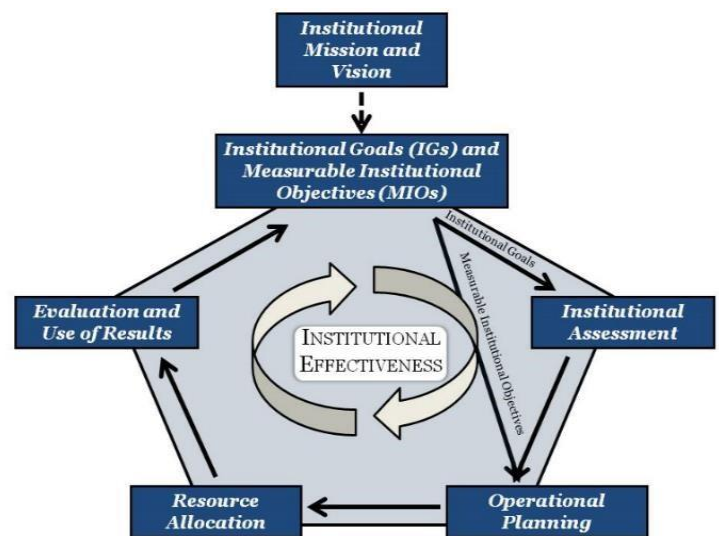 Institutional
Mission and
Vision
Institutional Goals (IGs) and
Measurable Institutional
Objectives (MIOs)
Institutional Goals
Measurable Institutional Objectives
Evaluation and
Use of Results
INSTITUTIONAL
EFFECTIVENESS
Institutional
Assessment
Resource
Allocation
Operational
Planning